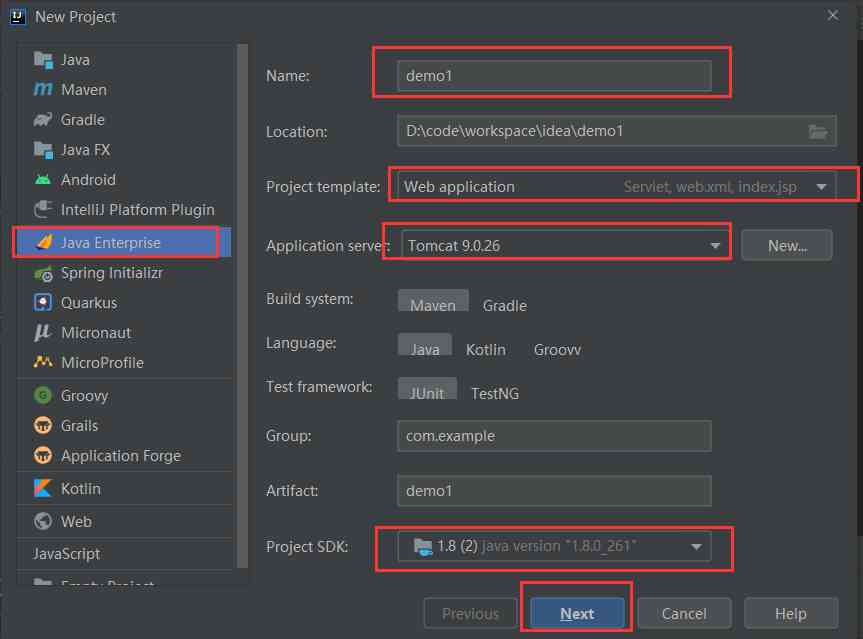 New Project
Java
Maven
Gradle
Java FX
Android
IntelliJ Platform Plugin
Java Enterprise
Spring Initializr
Quarkus
Micronaut
MicroProfile
Groovy
Grails
Application Forge
Kotlin
Web
JavaScript
Empty Project
Name: demo1
Location: D:\code\workspace\idea\demo1
Project template: Web application Servlet, web.xml, index.jsp
Application server: Tomcat 9.0.26 New...
Build system: Maven Gradle
Language: Java Kotlin Groovy
Test framework: JUnit TestNG
Group: com.example
Artifact: demo1
Project SDK: 1.8 (2) java version "1.8.0_261"
Previous Next Cancel Help